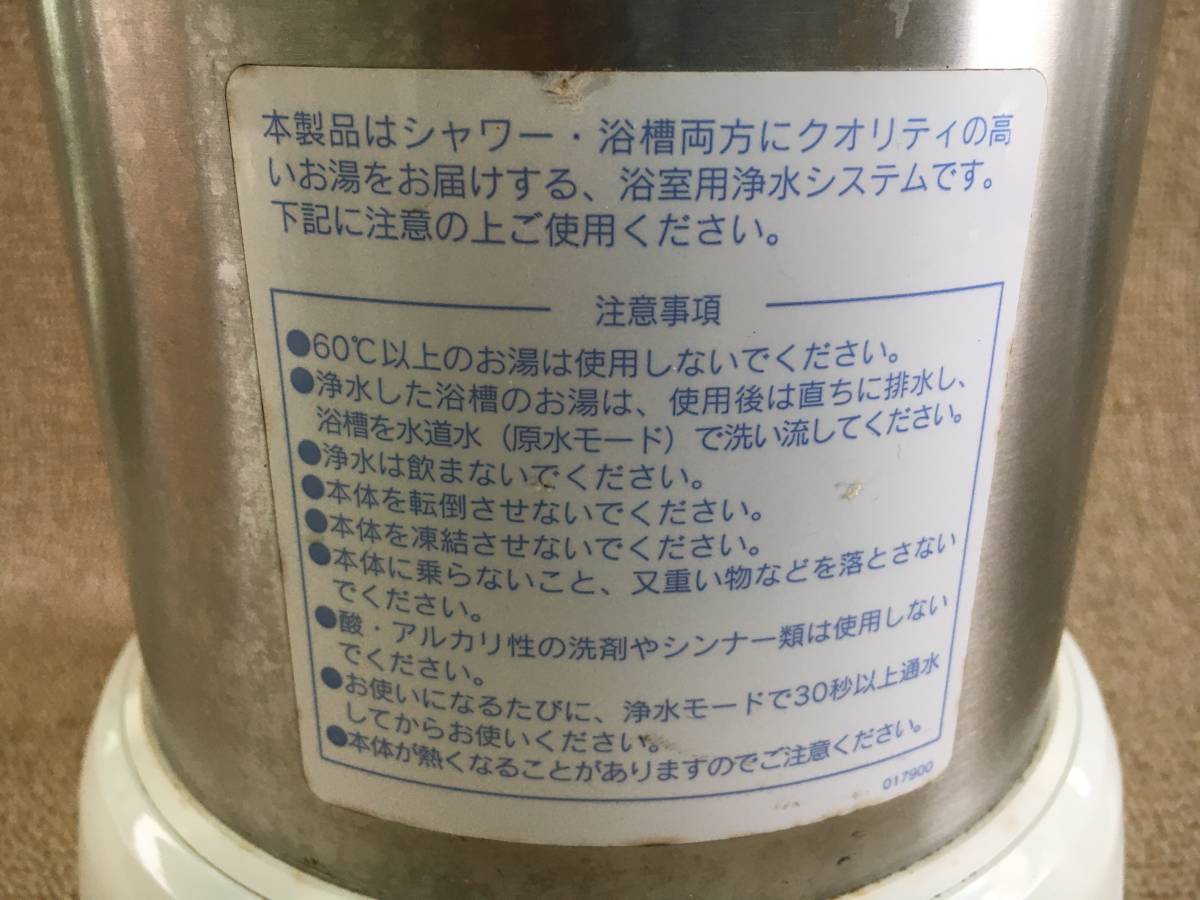 本製品はシャワー・浴槽両方にクオリティの高
いお湯をお届けする、浴室用浄水システムです。
下記に注意の上ご使用ください。
注意事項
●60℃以上のお湯は使用しないでください。
●浄水した浴槽のお湯は、使用後は直ちに排水し、
浴槽を水道水（原水モード）で洗い流してください。
●浄水は飲まないでください。
●本体を転倒させないでください。
●本体を凍結させないでください。
●本体に乗らないこと、又重い物などを落とさない
でください。
●酸・アルカリ性の洗剤やシンナー類は使用しない
でください。
●お使いになるたびに、浄水モードで30秒以上通水
してからお使いください。
●本体が熱くなることがありますのでご注意ください。
017900